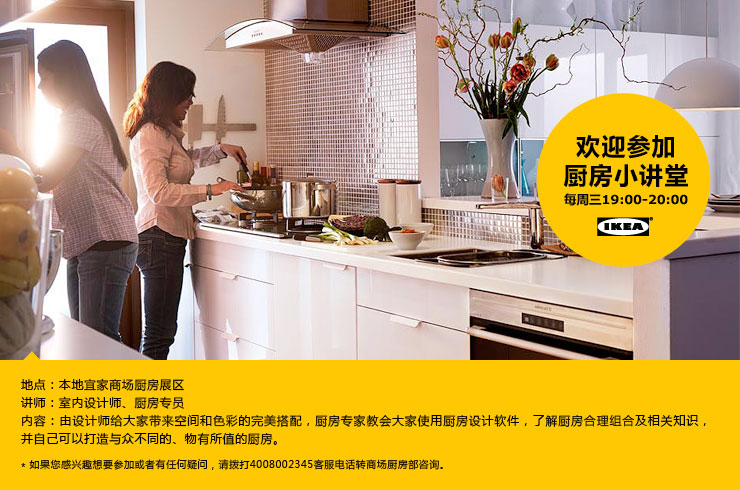 欢迎参加
厨房小讲堂
每周三19:00-20:00
IKEA®
地点：本地宜家商场厨房展区
讲师：室内设计师、厨房专员
内容：由设计师给大家带来空间和色彩的完美搭配，厨房专家教会大家使用厨房设计软件，了解厨房合理组合及相关知识，
并自己可以打造与众不同的、物有所值的厨房。
* 如果您感兴趣想要参加或者有任何疑问，请拨打4008002345客服电话转商场厨房部咨询。